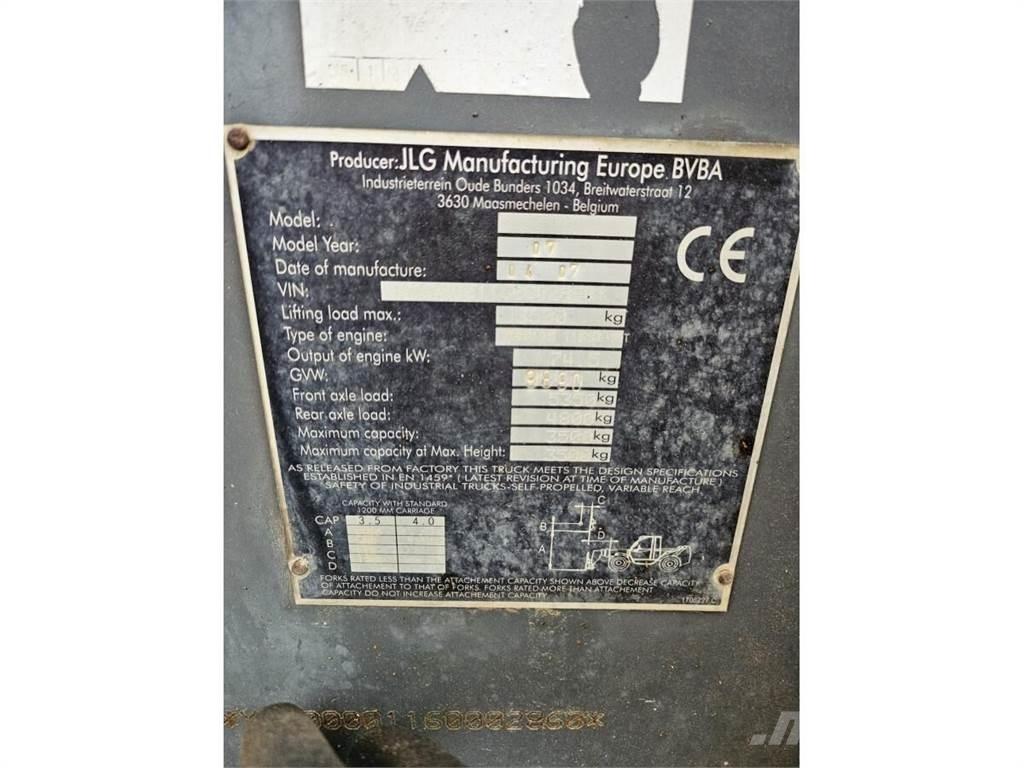 Producer: JLG Manufacturing Europe BVBA
Industrieterrein Oude Bunders 1034, Breitwaterstraat 12
3630 Maasmechelen - Belgium
CE
Model:
Model Year: 07
Date of manufacture: 04 07
VIN:
Lifting load max.: kg
Type of engine:
Output of engine kW:
GVW: 9890 kg
Front axle load: 5350 kg
Rear axle load: 4800 kg
Maximum capacity: 3500 kg
Maximum capacity at Max. Height: kg
AS RELEASED FROM FACTORY THIS TRUCK MEETS THE DESIGN SPECIFICATIONS
ESTABLISHED IN EN 1459* ( LATEST REVISION AT TIME OF MANUFACTURE )
SAFETY OF INDUSTRIAL TRUCKS-SELF-PROPELLED, VARIABLE REACH
CAPACITY WITH STANDARD
1200 MM CARRIAGE
CAP 3.5 4.0
A
B
C
D
C
B
A
D
FORKS RATED LESS THAN THE ATTACHEMENT CAPACITY SHOWN ABOVE DECREASE CAPACITY
OF ATTACHEMENT TO THAT OF FORKS. FORKS RATED MORE THAN ATTACHEMENT
CAPACITY DO NOT INCREASE ATTACHEMENT CAPACITY